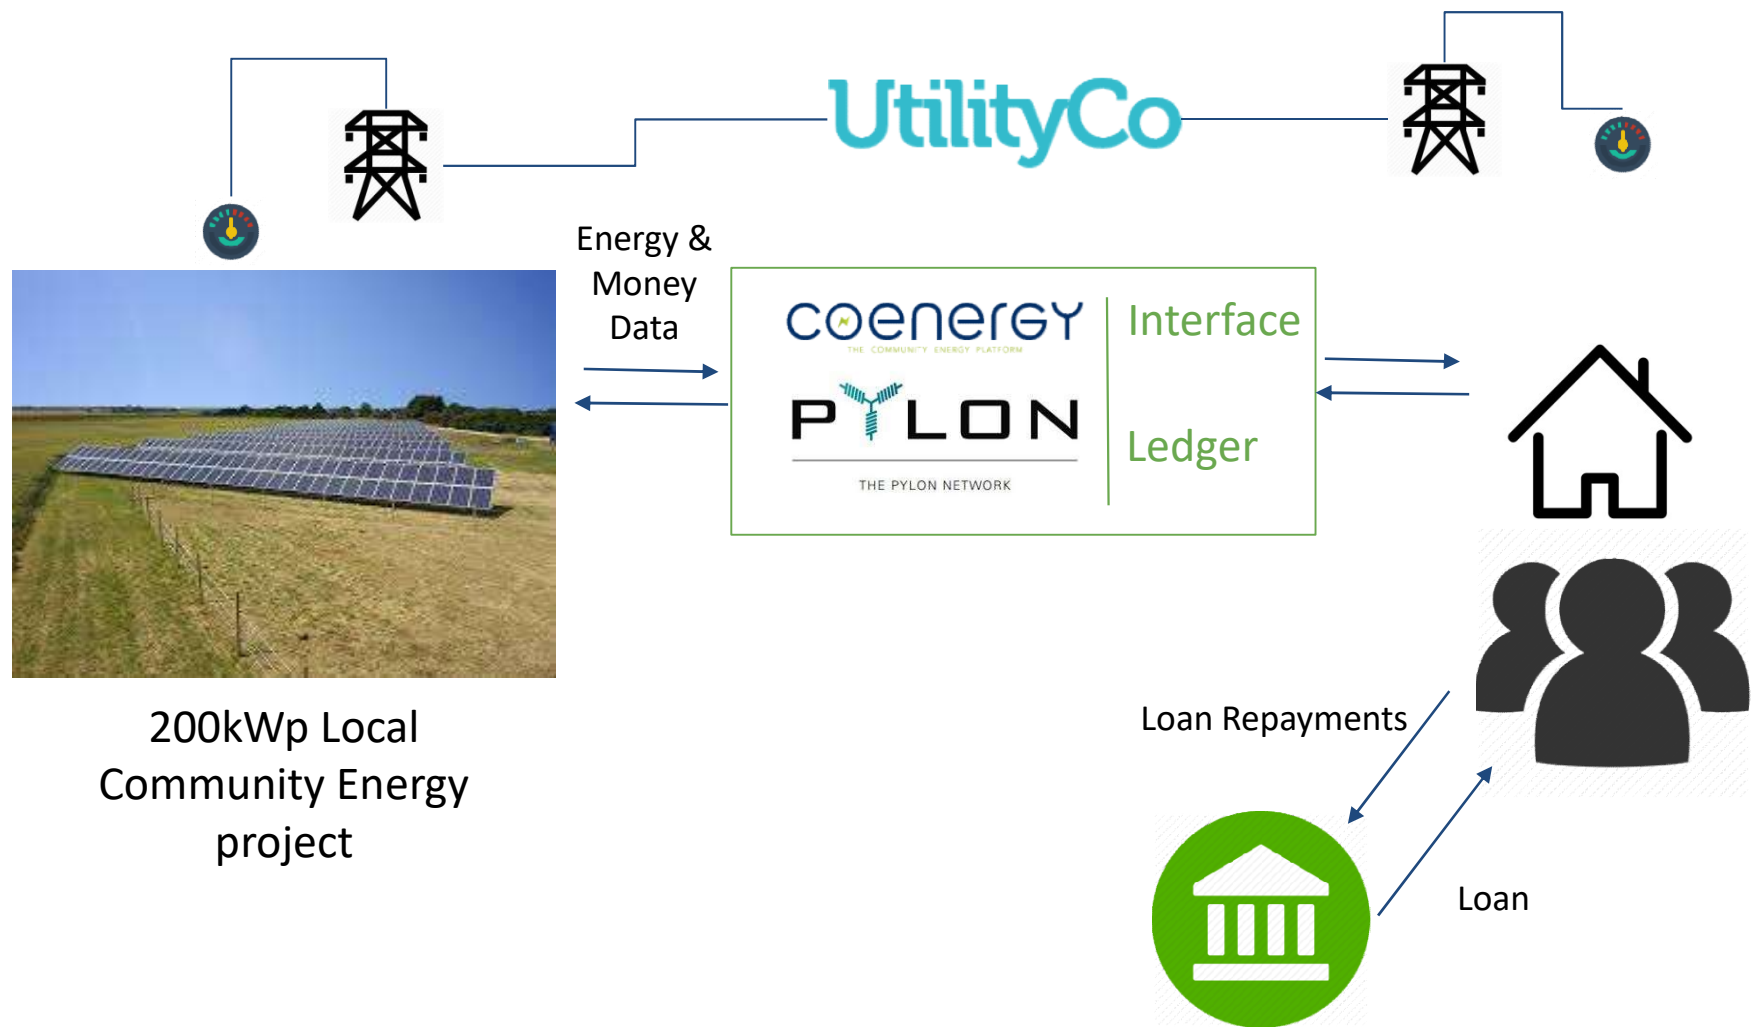 UtilityCo
Energy &
Money
Data
COENERGY
THE COMMUNITY ENERGY PLATFORM
Interface
PYLON
Ledger
THE PYLON NETWORK
200kWp Local
Community Energy
project
Loan Repayments
Loan